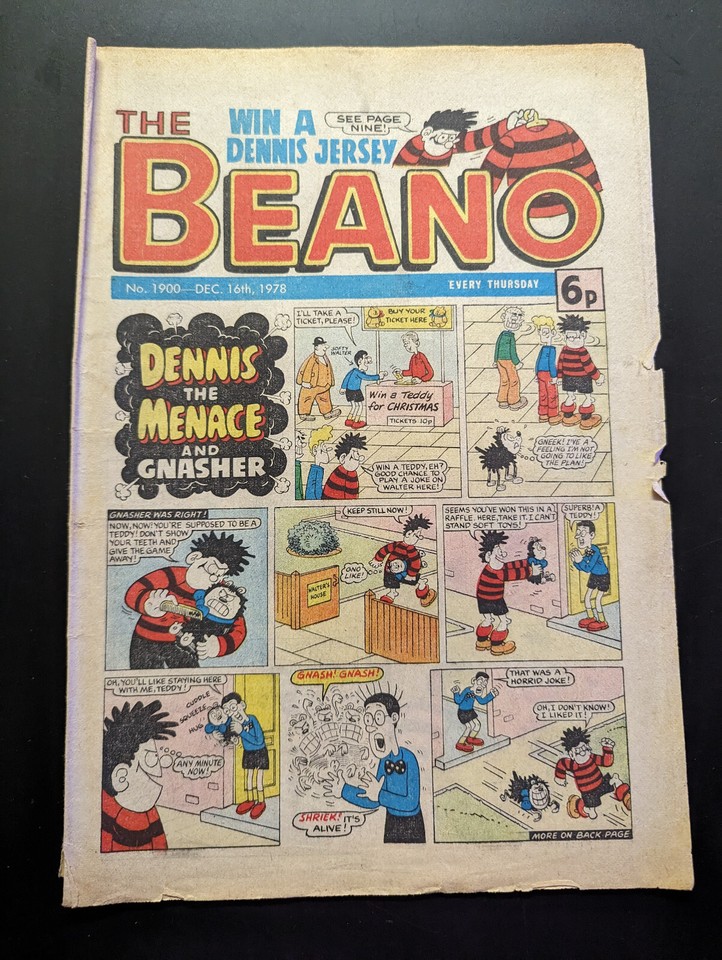 THE
WIN A
DENNIS JERSEY
SEE PAGE
NINE!
BEANO
No. 1900—DEC. 16th, 1978
EVERY THURSDAY
6p
DENNIS
THE
MENACE
AND
GNASHER
I'LL TAKE A
TICKET, PLEASE!
SOFTY
WALTER
BUY YOUR
TICKET HERE
Win a Teddy
for CHRISTMAS
TICKETS 10p
WIN A TEDDY, EH?
GOOD CHANCE TO
PLAY A JOKE ON
WALTER HERE!
GNEEK! I'VE A
FEELING I'M NOT
GOING TO LIKE
THE PLAN!
GNASHER WAS RIGHT!
NOW, NOW! YOU'RE SUPPOSED TO BE A
TEDDY! DON'T SHOW
YOUR TEETH AND
GIVE THE GAME
AWAY!
KEEP STILL NOW!
GNO
LIKE!
WALTER'S
HOUSE
SEEMS YOU'VE WON THIS IN A
RAFFLE. HERE, TAKE IT. I CAN'T
STAND SOFT TOYS!
SUPERB! A
TEDDY!
OH, YOU'LL LIKE STAYING HERE
WITH ME, TEDDY!
CUDDLE
SQUEEZE
HUG!
ANY MINUTE
NOW!
GNASH! GNASH!
SHRIEK! IT'S
ALIVE!
THAT WAS A
HORRID JOKE!
OH, I DON'T KNOW!
I LIKED IT!
MORE ON BACK PAGE